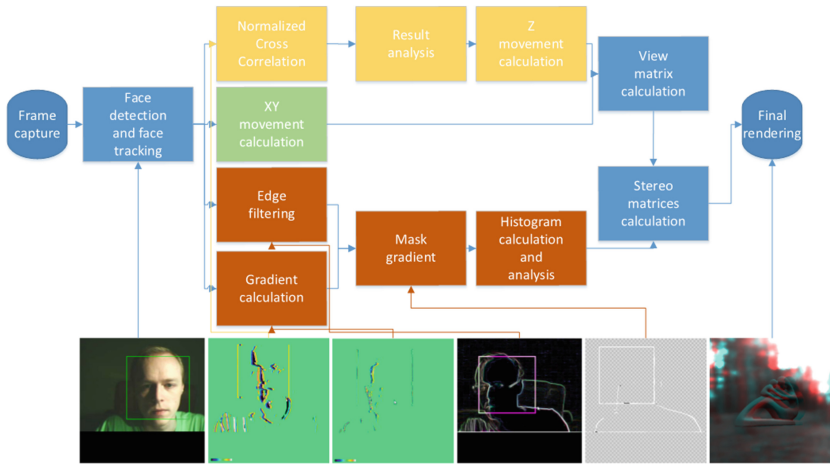 Normalized
Cross
Correlation
Result
analysis
Z
movement
calculation
View
matrix
calculation
Frame
capture
Face
detection
and face
tracking
XY
movement
calculation
Final
rendering
Edge
filtering
Stereo
matrices
calculation
Mask
gradient
Histogram
calculation
and
analysis
Gradient
calculation